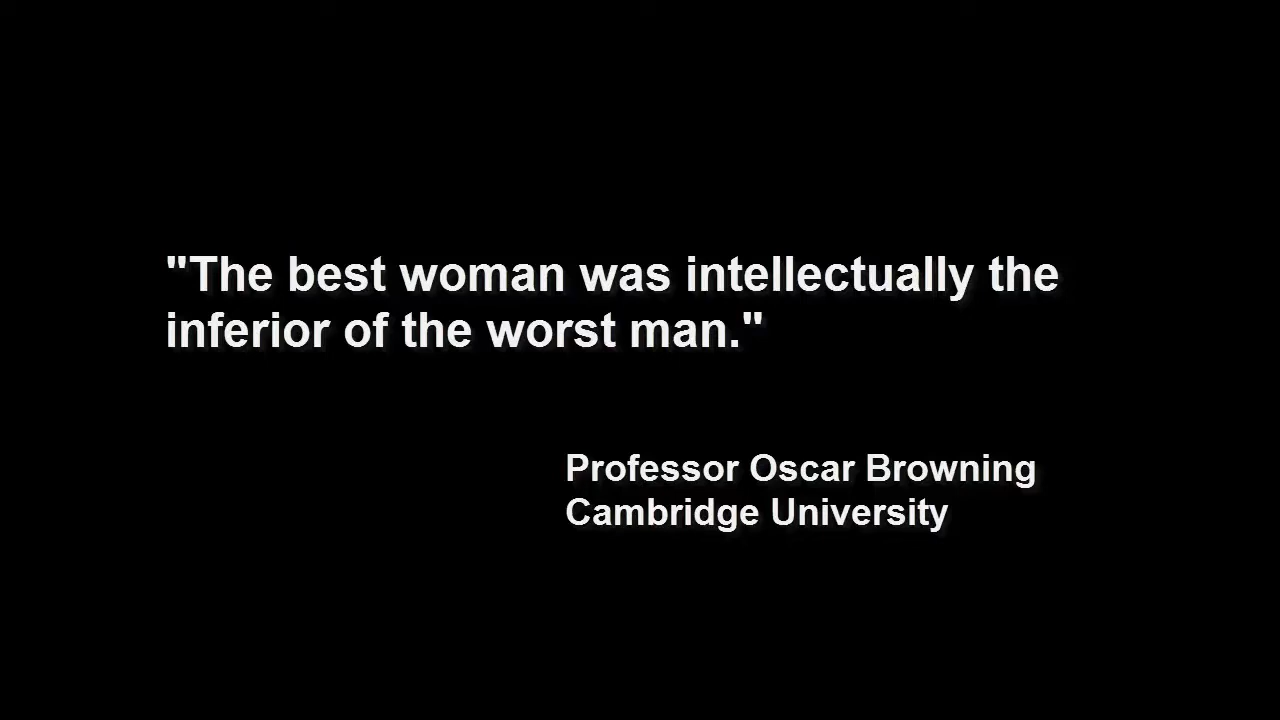 "The best woman was intellectually the
inferior of the worst man."
Professor Oscar Browning
Cambridge University